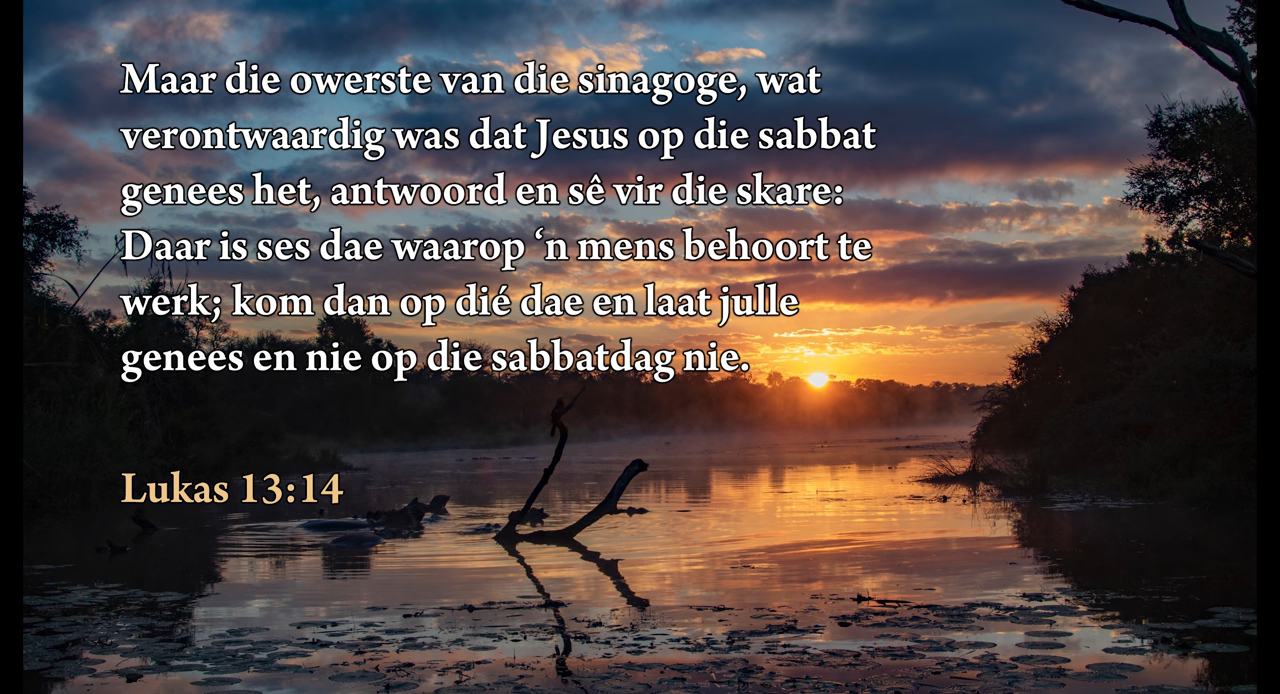 Maar die owerste van die sinagoge, wat
verontwaardig was dat Jesus op die sabbat
genees het, antwoord en sê vir die skare:
Daar is ses dae waarop ‘n mens behoort te
werk; kom dan op dié dae en laat julle
genees en nie op die sabbatdag nie.
Lukas 13:14